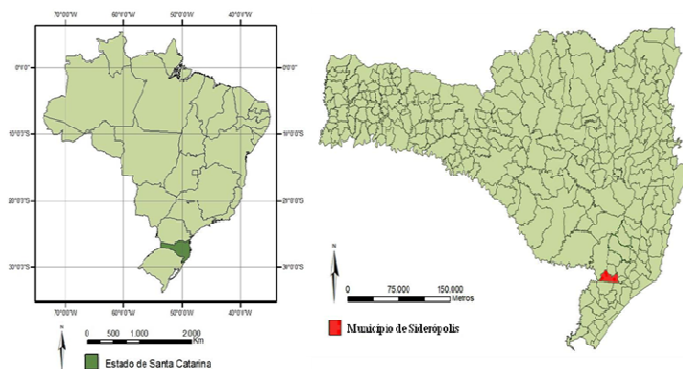 70°0'0"O 60°0'0"O 50°0'0"O 40°0'0"O
0°0'0" 0°0'0"
10°0'0"S 10°0'0"S
20°0'0"S 20°0'0"S
30°0'0"S 30°0'0"S
70°0'0"O 60°0'0"O 50°0'0"O 40°0'0"O
N
0 500 1.000 2.000
Km
Estado de Santa Catarina
N
0 75.000 150.000
Metros
Município de Siderópolis